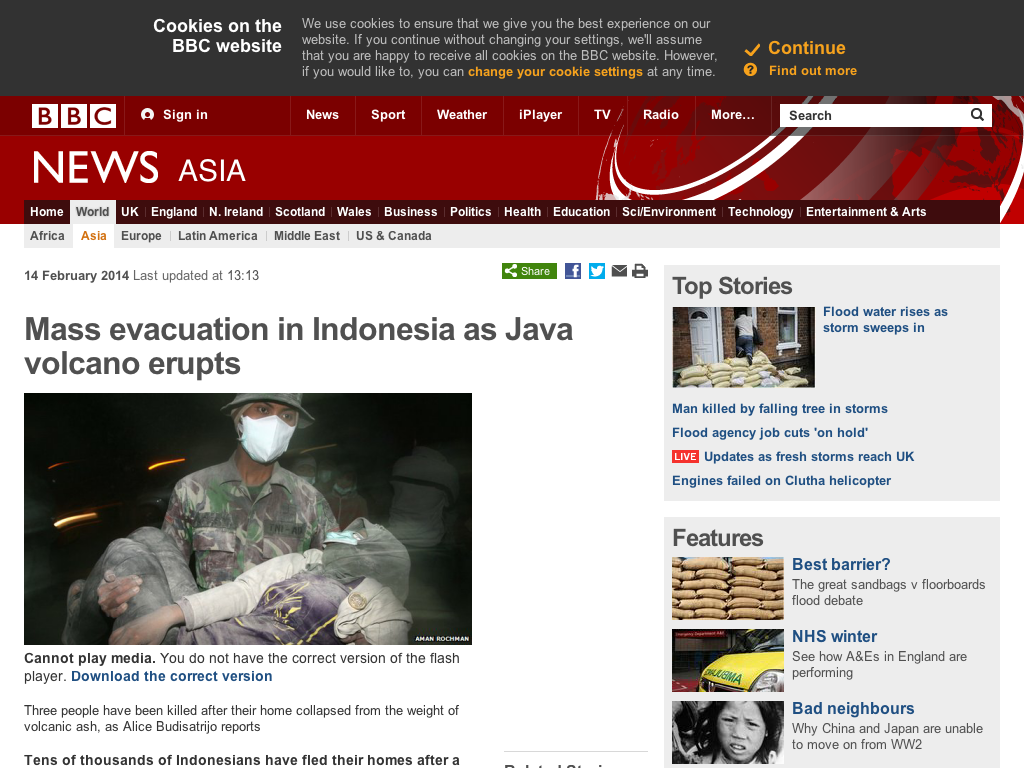 Cookies on the
BBC website
We use cookies to ensure that we give you the best experience on our
website. If you continue without changing your settings, we'll assume
that you are happy to receive all cookies on the BBC website. However,
if you would like to, you can change your cookie settings at any time.
Continue
Find out more
BBC
Sign in
News
Sport
Weather
iPlayer
TV
Radio
More...
Search
NEWS ASIA
Home World UK England N. Ireland Scotland Wales Business Politics Health Education Sci/Environment Technology Entertainment & Arts
Africa Asia Europe Latin America Middle East US & Canada
14 February 2014 Last updated at 13:13
Share
Mass evacuation in Indonesia as Java
volcano erupts
AMAN ROCHMAN
Cannot play media. You do not have the correct version of the flash
player. Download the correct version
Three people have been killed after their home collapsed from the weight of
volcanic ash, as Alice Budisatrijo reports
Tens of thousands of Indonesians have fled their homes after a
Top Stories
Flood water rises as
storm sweeps in
Man killed by falling tree in storms
Flood agency job cuts 'on hold'
LIVE Updates as fresh storms reach UK
Engines failed on Clutha helicopter
Features
Best barrier?
The great sandbags v floorboards
flood debate
AMBULANCE
NHS winter
See how A&Es in England are
performing
Bad neighbours
Why China and Japan are unable
to move on from WW2